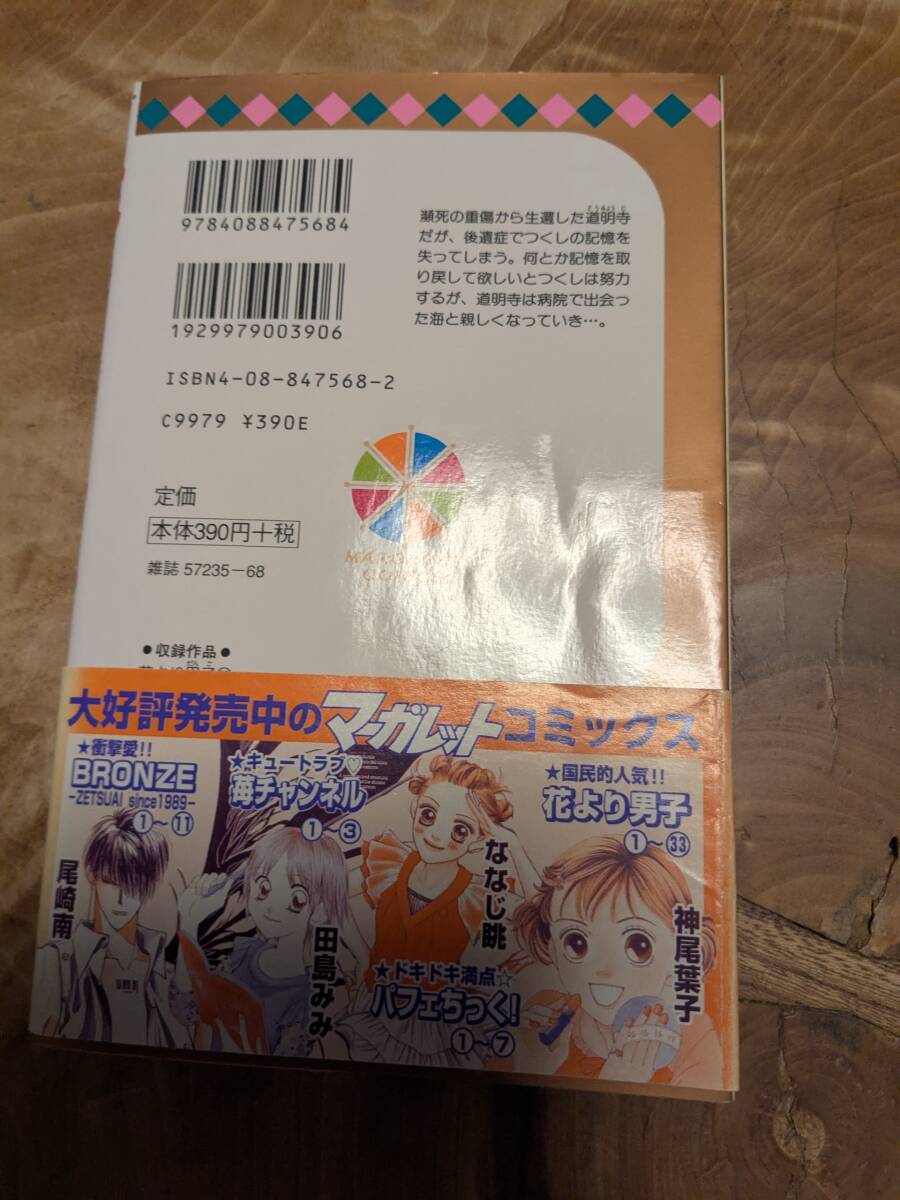 9784088475684
1929979003906
ISBN4-08-847568-2
C9979 ¥390E
定価
本体390円+税
雑誌 57235-68
●収録作品●
瀕死の重傷から生還した道明寺
だが、後遺症でつくしの記憶を
失ってしまう。何とか記憶を取
り戻して欲しいとつくしは努力
するが、道明寺は病院で出会っ
た海と親しくなっていき…。
大好評発売中のマーガレットコミックス
★衝撃愛!!
BRONZE
-ZETSUAI since1989-
①〜⑪
尾崎南
★キュートラブ♡
苺チャンネル
①〜③
田島みみ
ななじ眺
★ドキドキ満点☆
パフェちっく!
①〜⑦
★国民的人気!!
花より男子
①〜㉝
神尾葉子